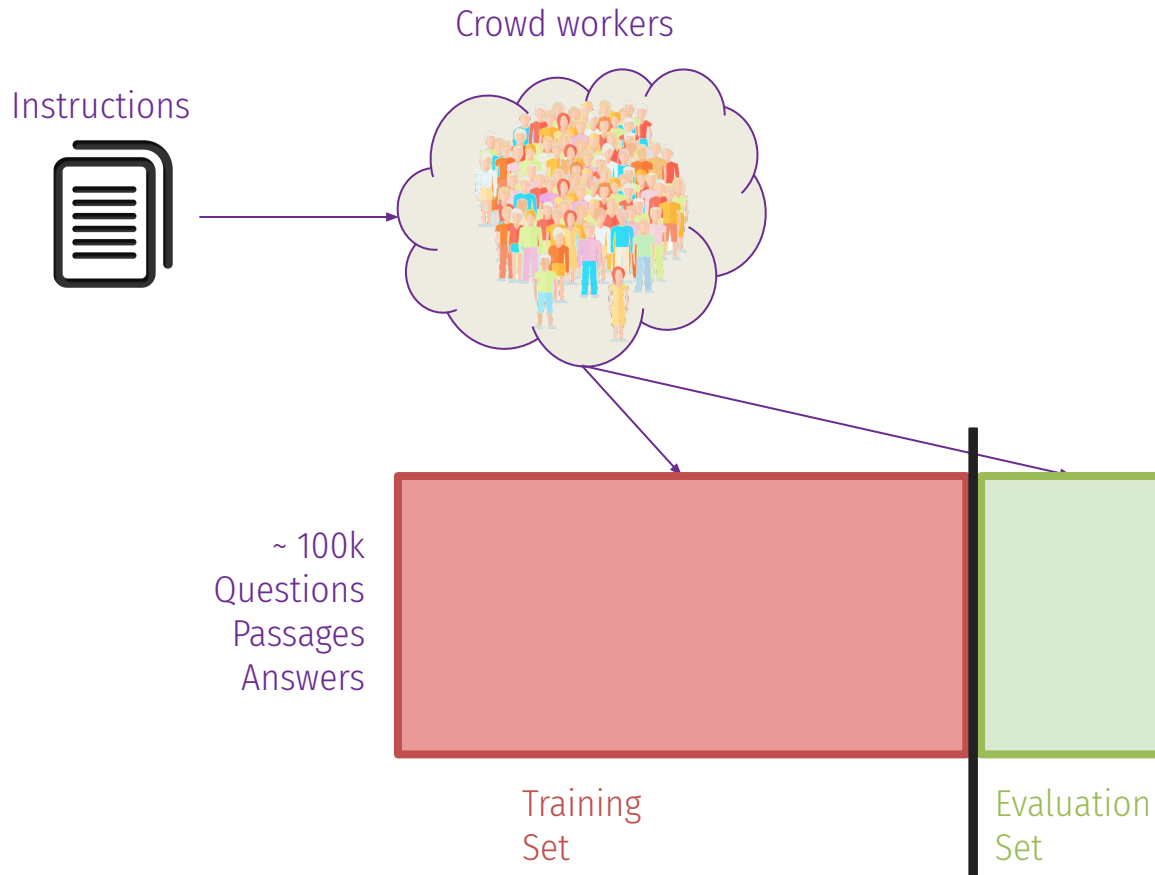 Crowd workers
Instructions
~ 100k
Questions
Passages
Answers
Training
Set
Evaluation
Set